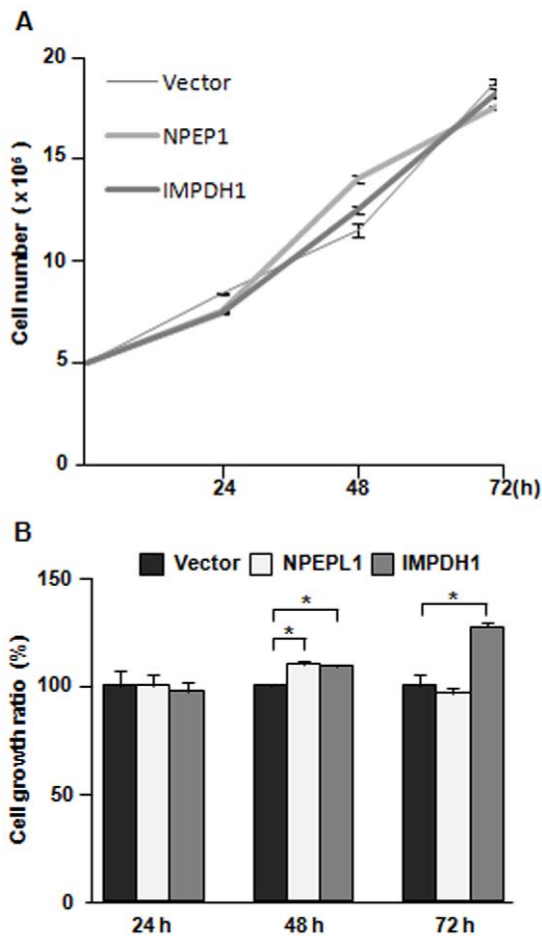 A
20
Vector
NPEP1
15
IMPDH1
10
5
0
24
48
72(h)
Cell number ( x10⁶ )
B
Vector NPEPL1 IMPDH1
150
*
*
*
100
50
0
24 h
48 h
72 h
Cell growth ratio (%)